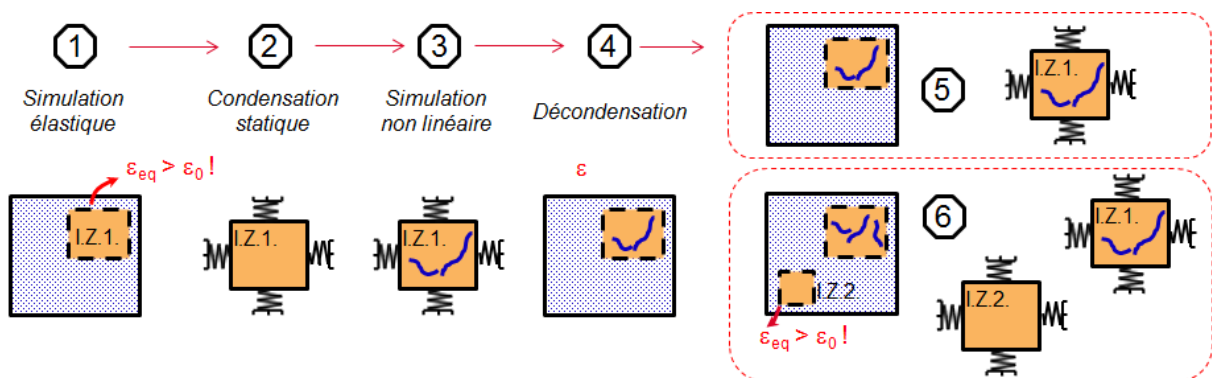 1
2
3
4
Simulation
élastique
Condensation
statique
Simulation
non linéaire
Décondensation
εeq > ε0 !
I.Z.1.
I.Z.1.
I.Z.1.
ε
5
I.Z.1.
6
I.Z.1.
I.Z.2.
I.Z.2.
εeq > ε0 !